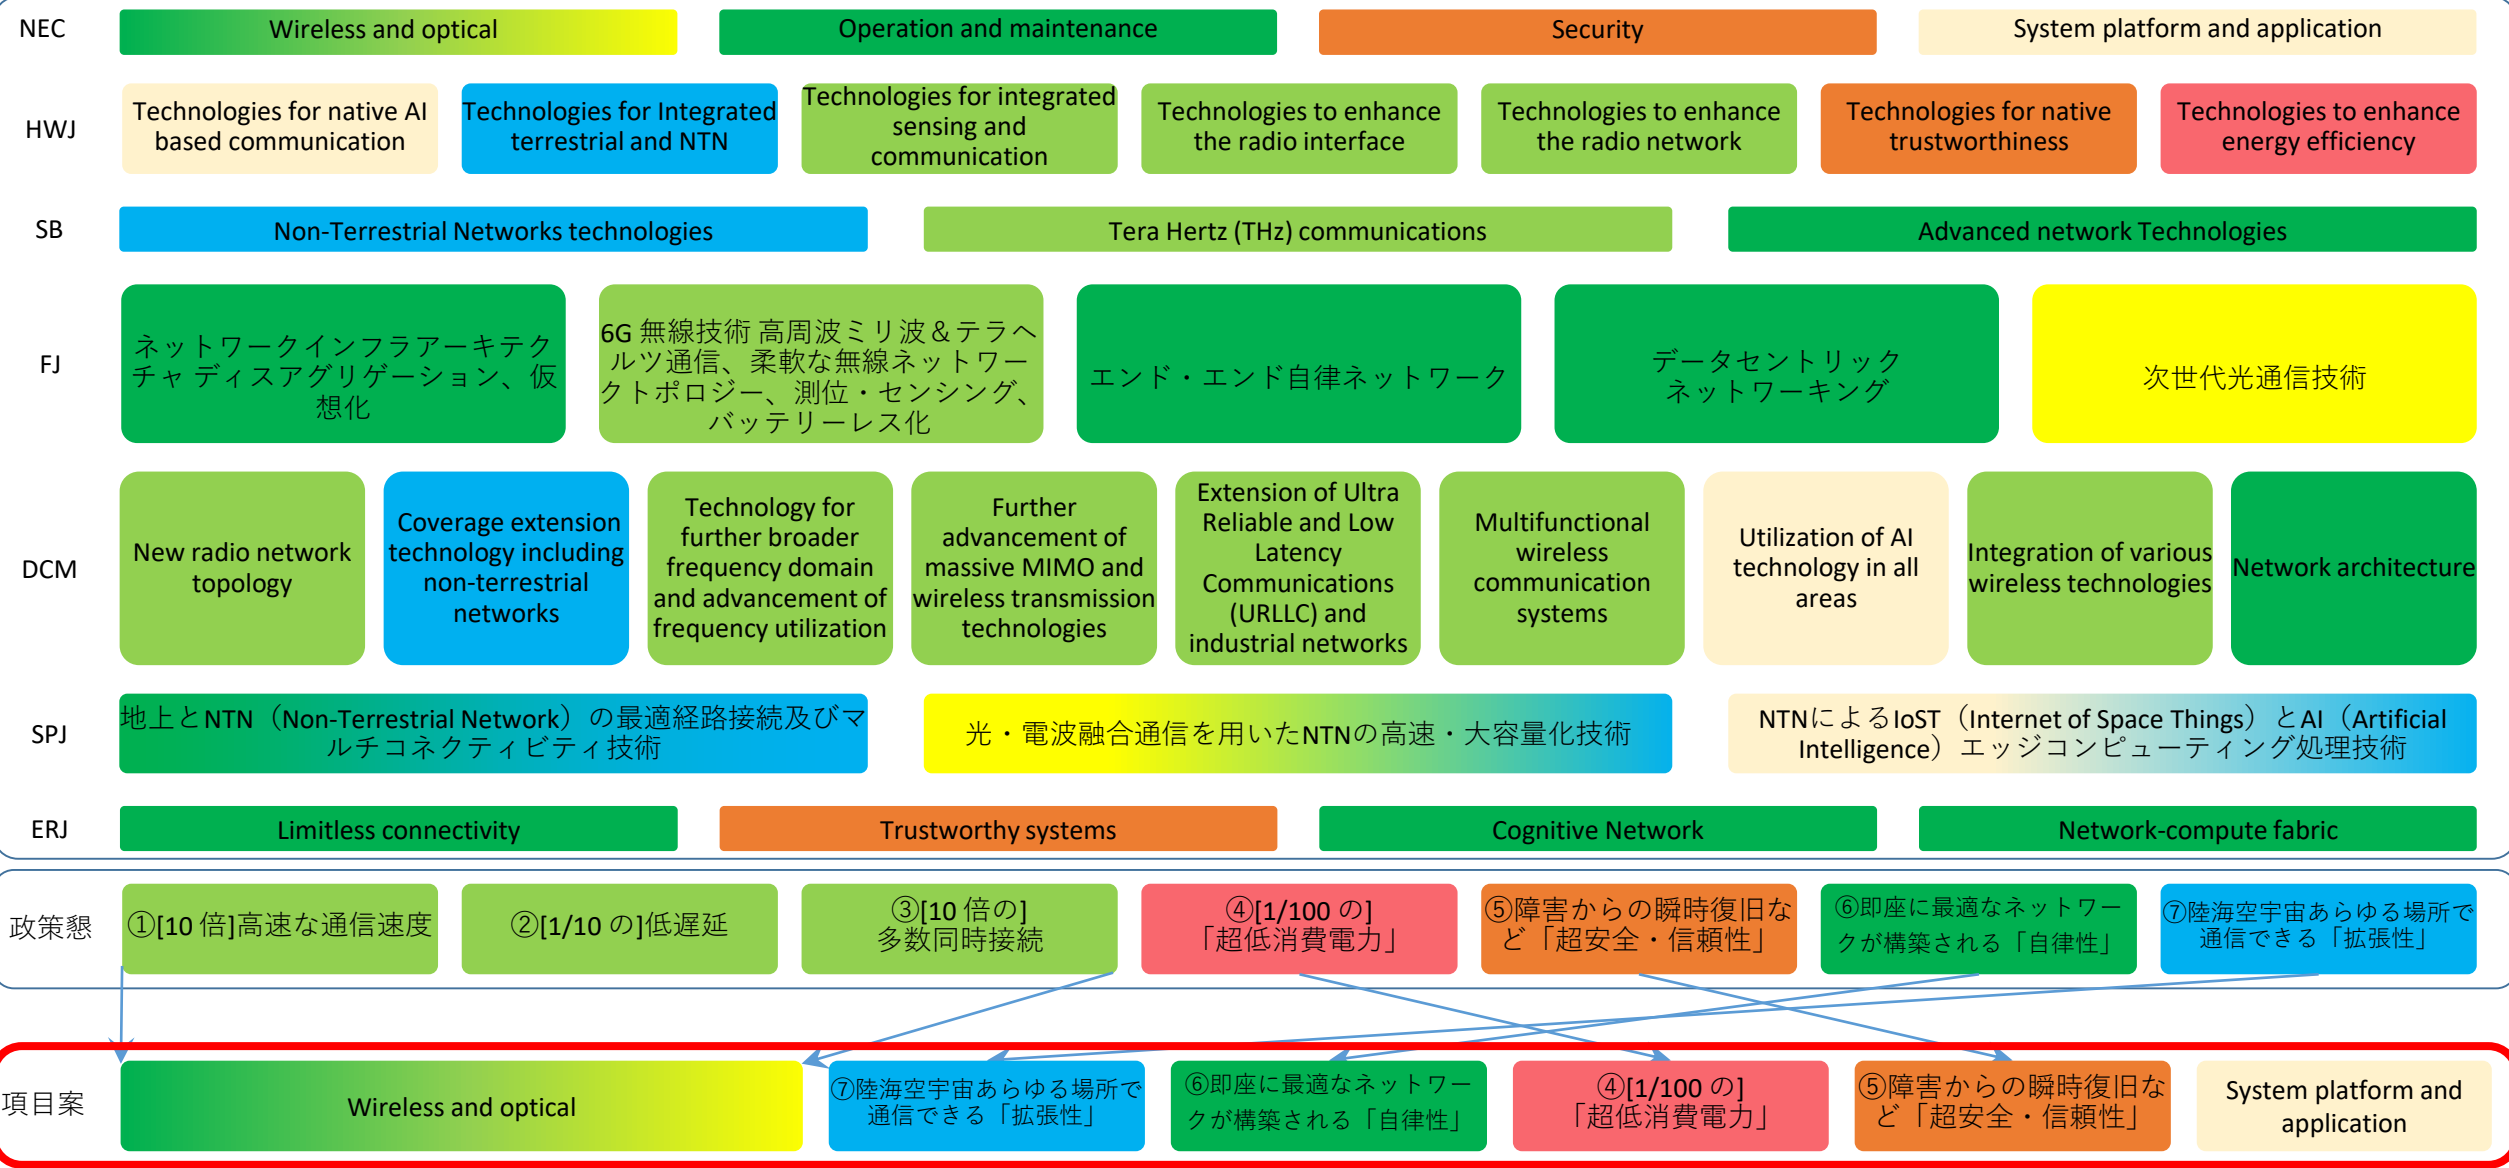 NEC
Wireless and optical
Operation and maintenance
Security
System platform and application
HWJ
Technologies for native AI
based communication
Technologies for Integrated
terrestrial and NTN
Technologies for integrated
sensing and
communication
Technologies to enhance
the radio interface
Technologies to enhance
the radio network
Technologies for native
trustworthiness
Technologies to enhance
energy efficiency
SB
Non-Terrestrial Networks technologies
Tera Hertz (THz) communications
Advanced network Technologies
FJ
ネットワークインフラアーキテク
チャ ディスアグリゲーション、仮
想化
6G 無線技術 高周波ミリ波＆テラヘ
ルツ通信、柔軟な無線ネットワー
クトポロジー、測位・センシング、
バッテリーレス化
エンド・エンド自律ネットワーク
データセントリック
ネットワーキング
次世代光通信技術
DCM
New radio network
topology
Coverage extension
technology including
non-terrestrial
networks
Technology for
further broader
frequency domain
and advancement of
frequency utilization
Further
advancement of
massive MIMO and
wireless transmission
technologies
Extension of Ultra
Reliable and Low
Latency
Communications
(URLLC) and
industrial networks
Multifunctional
wireless
communication
systems
Utilization of AI
technology in all
areas
Integration of various
wireless technologies
Network architecture
SPJ
地上とNTN（Non-Terrestrial Network）の最適経路接続及びマ
ルチコネクティビティ技術
光・電波融合通信を用いたNTNの高速・大容量化技術
NTNによるIoST（Internet of Space Things）とAI（Artificial
Intelligence）エッジコンピューティング処理技術
ERJ
Limitless connectivity
Trustworthy systems
Cognitive Network
Network-compute fabric
政策懇
①[10 倍]高速な通信速度
②[1/10 の]低遅延
③[10 倍の]
多数同時接続
④[1/100 の]
「超低消費電力」
⑤障害からの瞬時復旧な
ど「超安全・信頼性」
⑥即座に最適なネットワー
クが構築される「自律性」
⑦陸海空宇宙あらゆる場所で
通信できる「拡張性」
項目案
Wireless and optical
⑦陸海空宇宙あらゆる場所で
通信できる「拡張性」
⑥即座に最適なネットワー
クが構築される「自律性」
④[1/100 の]
「超低消費電力」
⑤障害からの瞬時復旧な
ど「超安全・信頼性」
System platform and
application